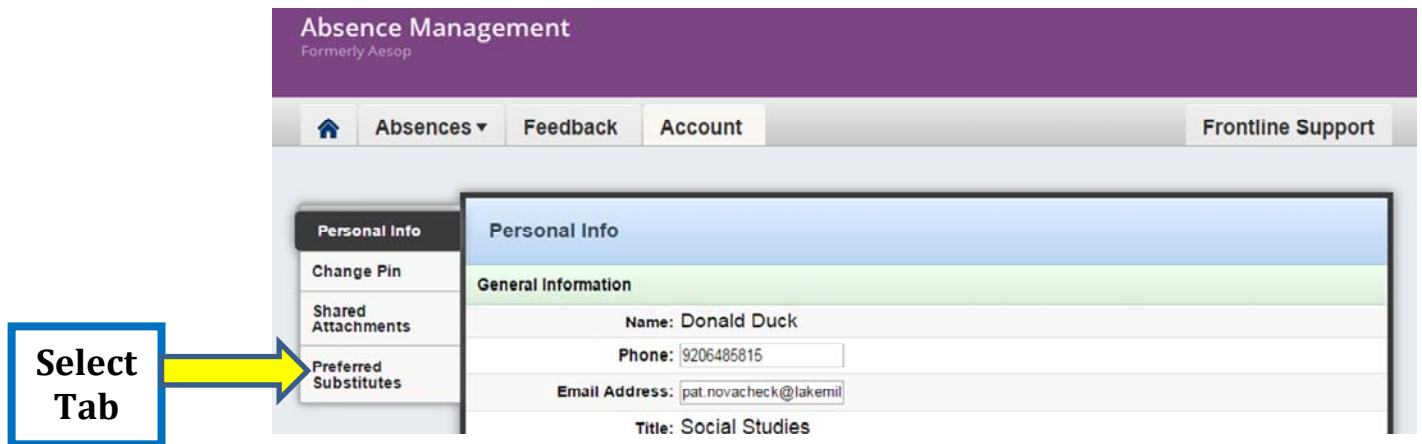 Absence Management
Formerly Aesop
Absences ▾ Feedback Account Frontline Support
Personal Info
Change Pin
Shared
Attachments
Preferred
Substitutes
Select
Tab
Personal Info
General Information
Name: Donald Duck
Phone: 9206485815
Email Address: pat.novacheck@lakemil
Title: Social Studies